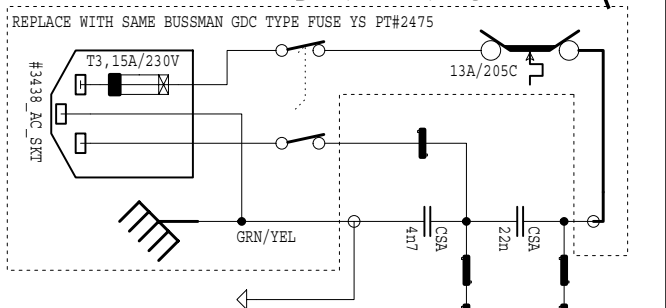 REPLACE WITH SAME BUSSMAN GDC TYPE FUSE YS PT#2475
T3,15A/230V
13A/205C
#3438_AC_SKT
GRN/YEL
4n7
CSA
22n
CSA